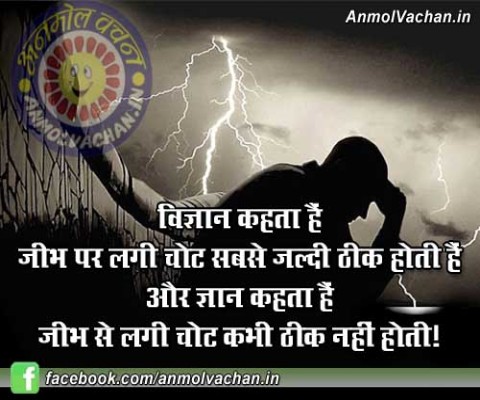 AnmolVachan.in
अनमोल वचन
ANMOLVACHAN.IN
विज्ञान कहता हैं
जीभ पर लगी चोंट सबसे जल्दी ठीक होती हैं
और ज्ञान कहता हैं
जीभ से लगी चोट कभी ठीक नहीं होती!
f facebook.com/anmolvachan.in